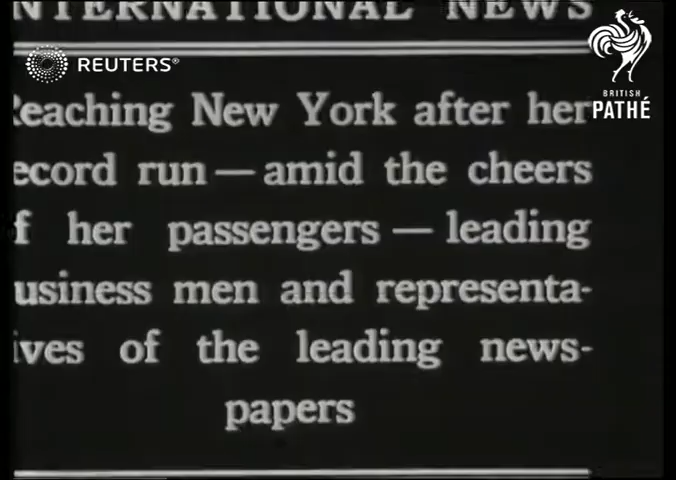 NTERNATIONAL NEWS
REUTERS
BRITISH
PATHÉ
eaching New York after her
ecord run — amid the cheers
f her passengers — leading
usiness men and representa-
ives of the leading news-
papers